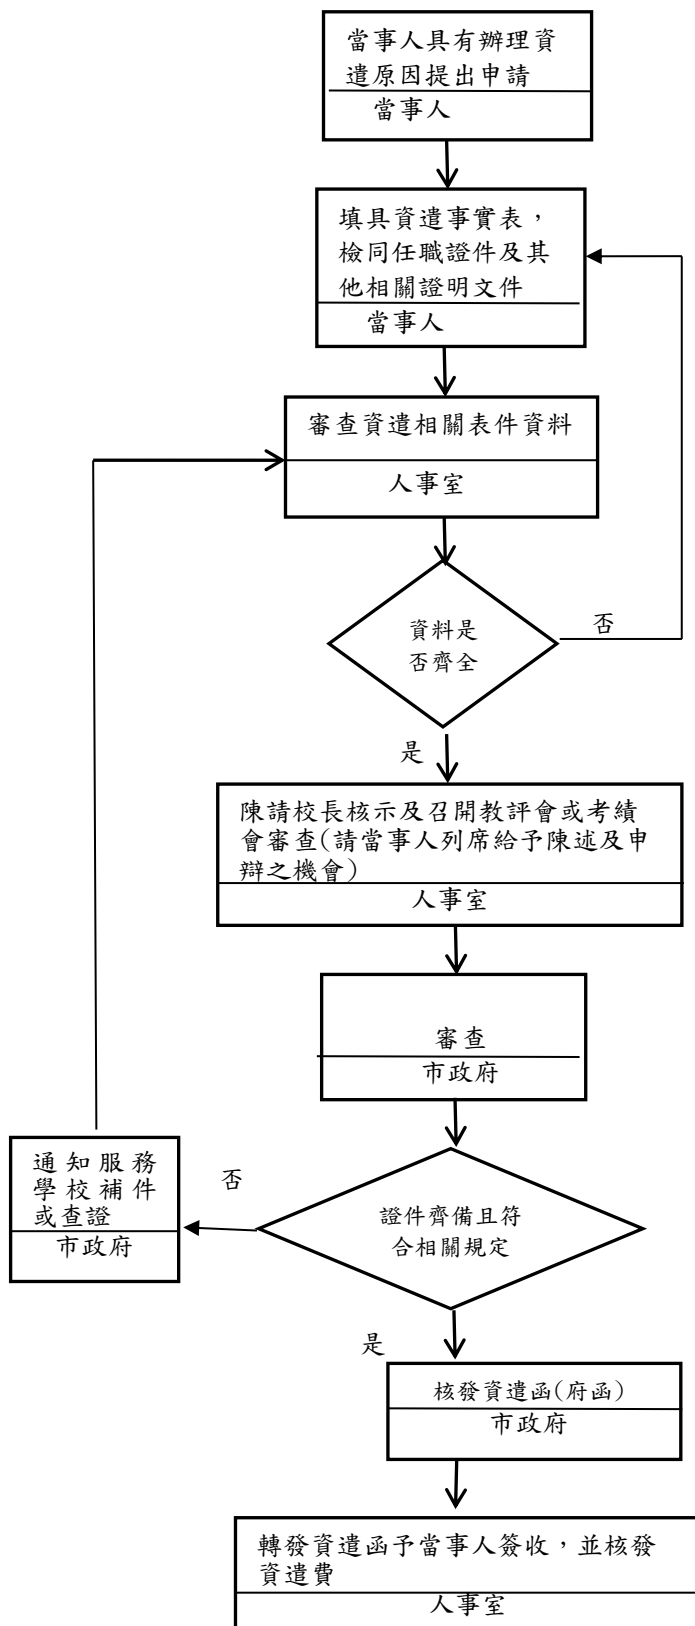 當事人具有辦理資
遣原因提出申請
當事人
填具資遣事實表，
檢同任職證件及其
他相關證明文件
當事人
審查資遣相關表件資料
人事室
資料是
否齊全
否
是
陳請校長核示及召開教評會或考績
會審查(請當事人列席給予陳述及申
辯之機會)
人事室
審查
市政府
通知服務
學校補件
或查證
市政府
否
證件齊備且符
合相關規定
是
核發資遣函(府函)
市政府
轉發資遣函予當事人簽收，並核發
資遣費
人事室